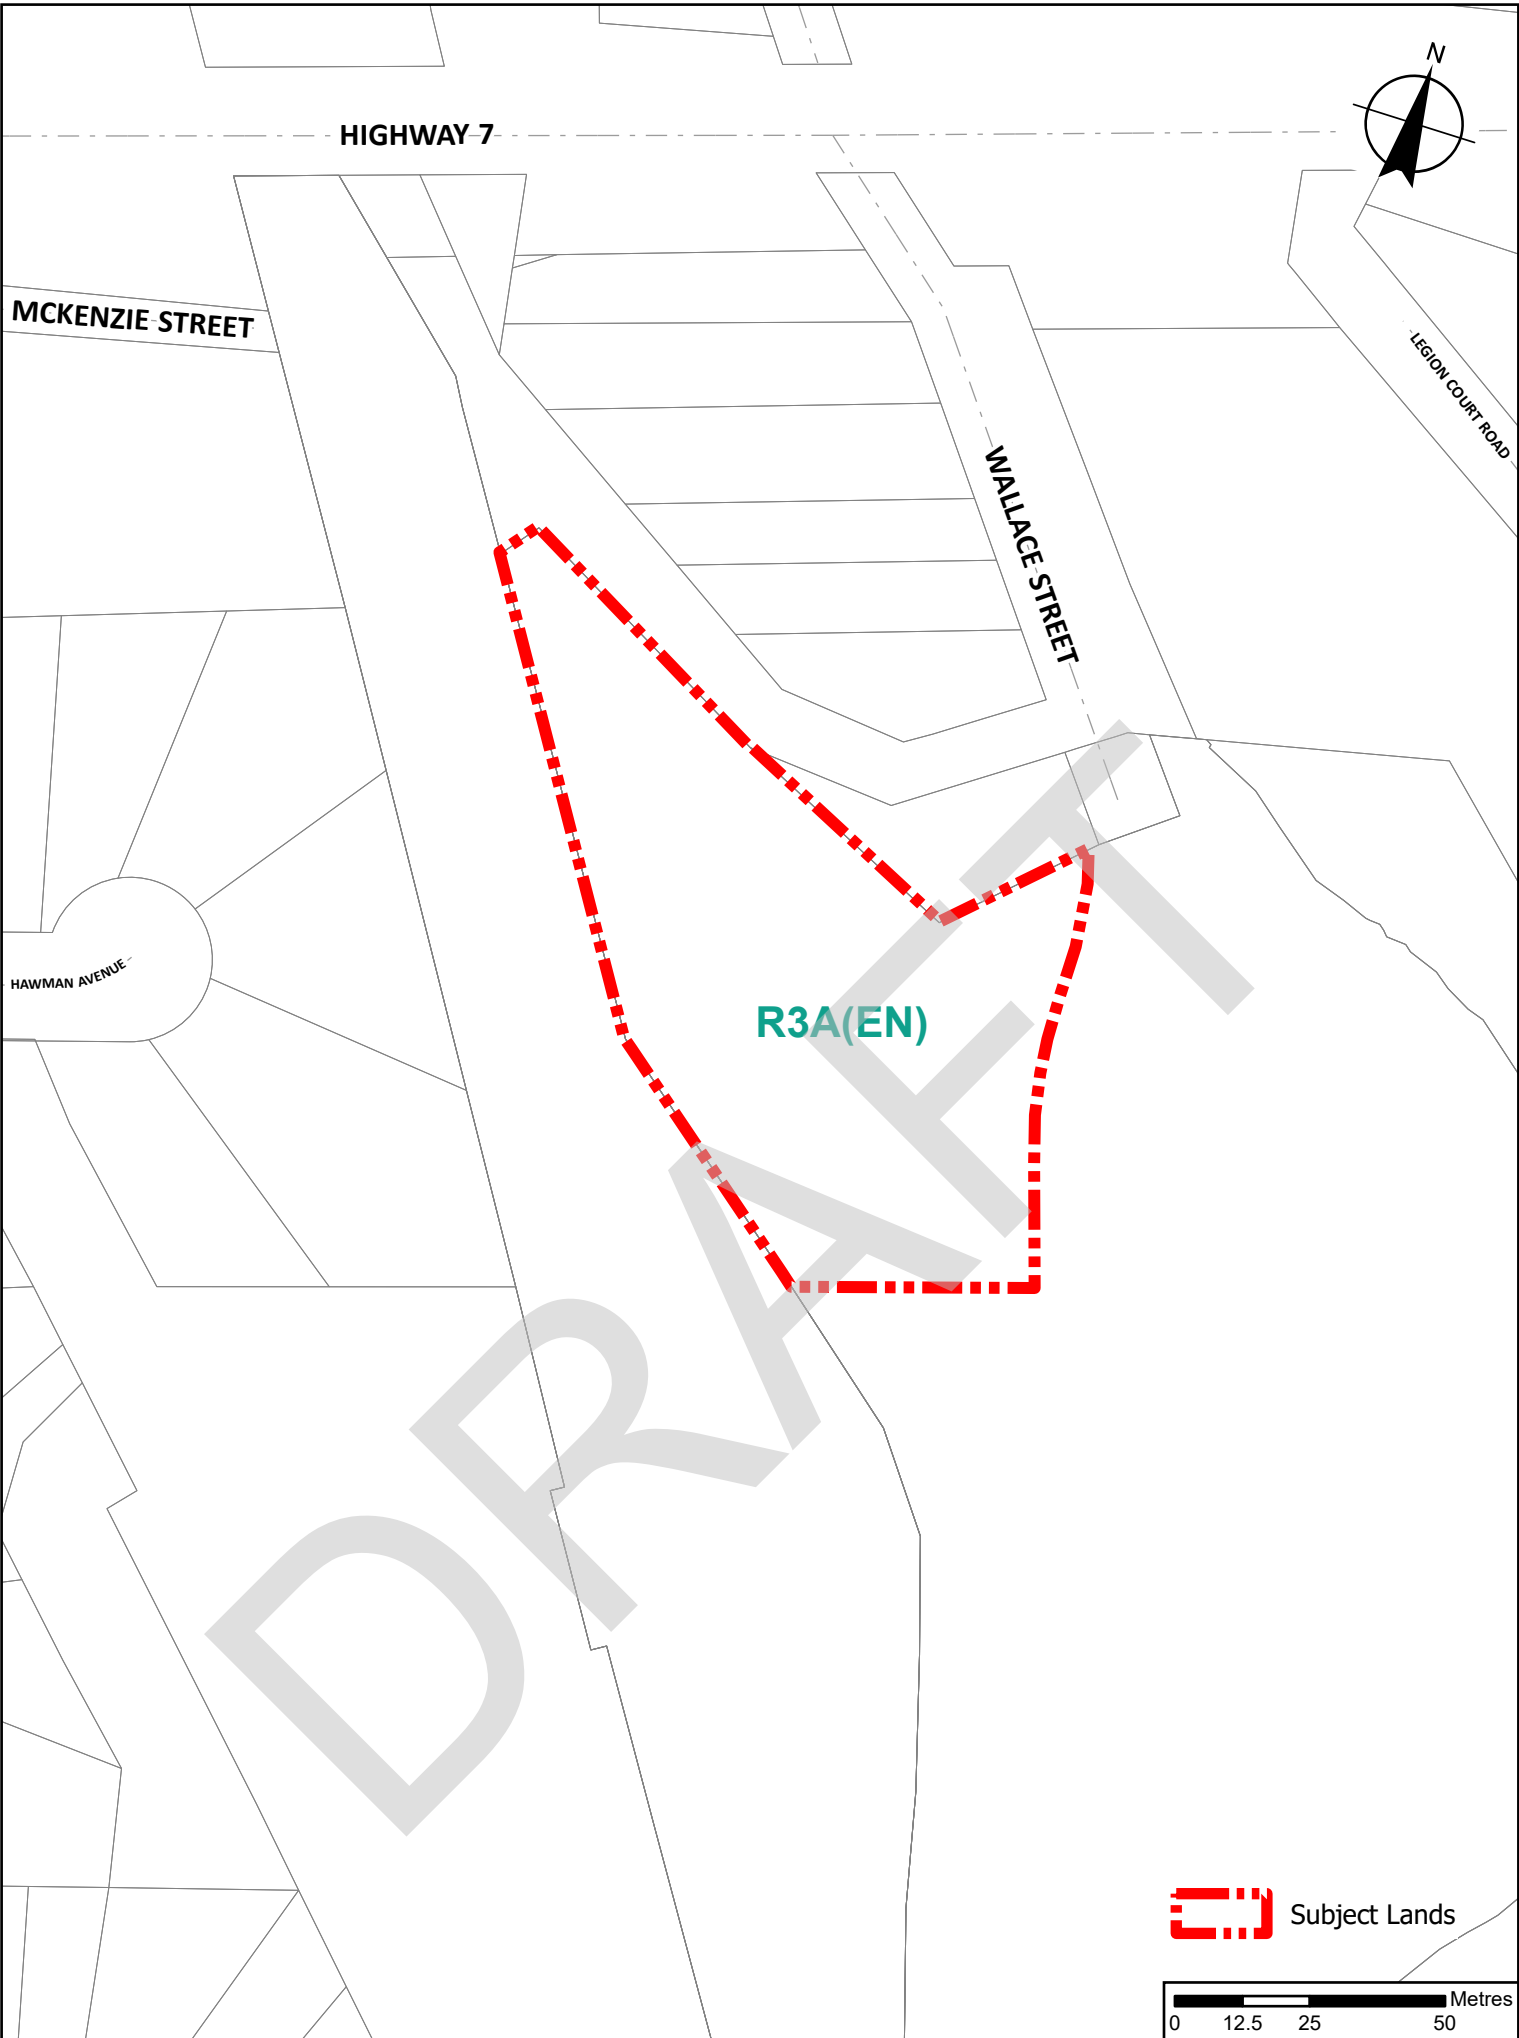 N
HIGHWAY 7
MCKENZIE STREET
LEGION COURT ROAD
WALLACE STREET
HAWMAN AVENUE
R3A(EN)
DRAFT
Subject Lands
Metres
0 12.5 25 50